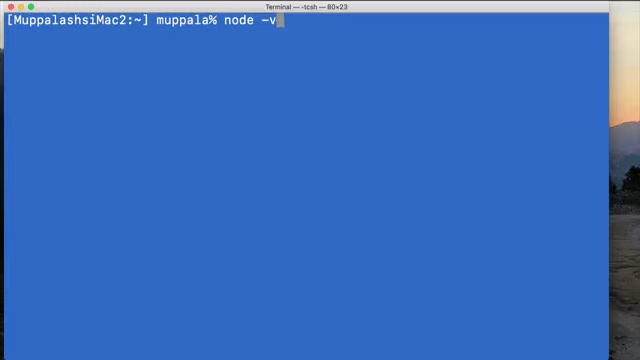 Terminal — -tcsh — 80×23
[MuppalashsiMac2:~] muppala% node -v